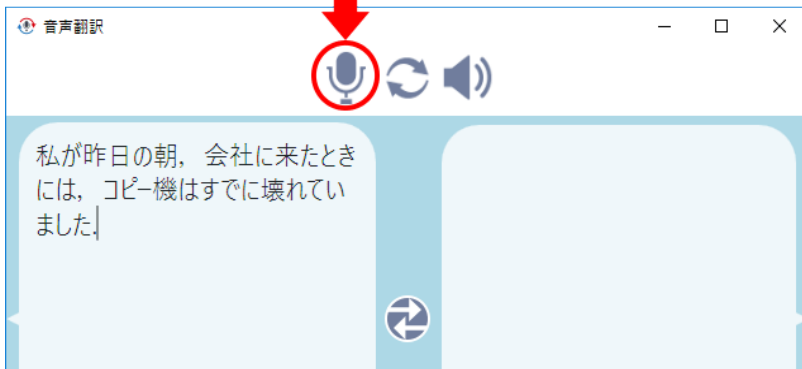 音声翻訳
私が昨日の朝, 会社に来たとき
には, コピー機はすでに壊れてい
ました.